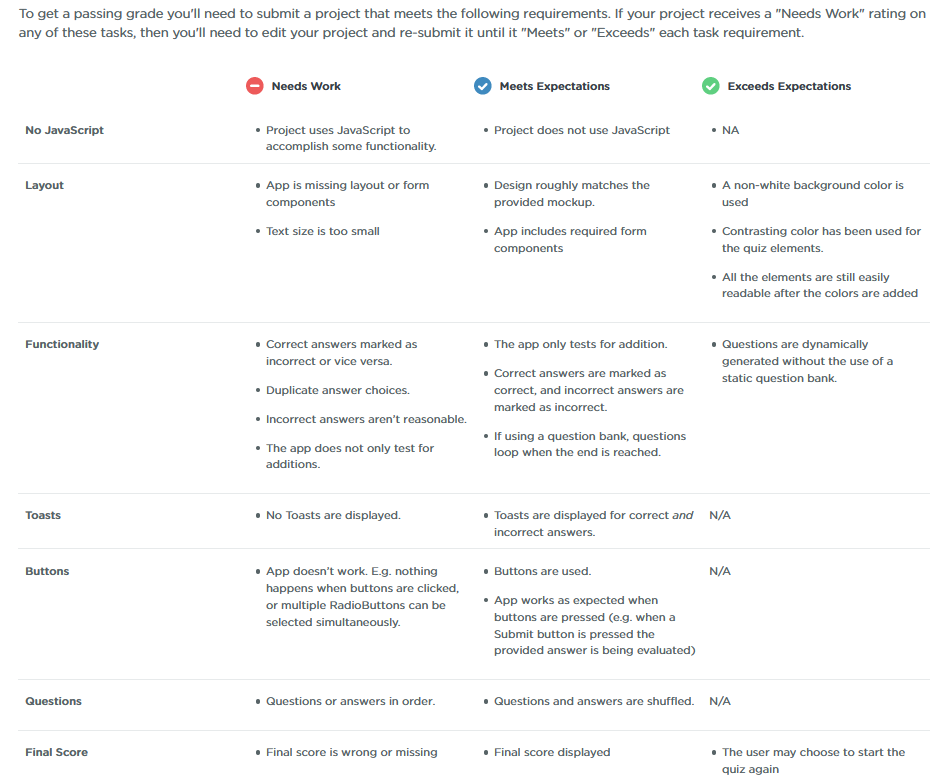 To get a passing grade you'll need to submit a project that meets the following requirements. If your project receives a "Needs Work" rating on
any of these tasks, then you'll need to edit your project and re-submit it until it "Meets" or "Exceeds" each task requirement.
Needs Work
Meets Expectations
Exceeds Expectations
No JavaScript
• Project uses JavaScript to
accomplish some functionality.
• Project does not use JavaScript
• NA
Layout
• App is missing layout or form
components
• Text size is too small
• Design roughly matches the
provided mockup.
• App includes required form
components
• A non-white background color is
used
• Contrasting color has been used for
the quiz elements.
• All the elements are still easily
readable after the colors are added
Functionality
• Correct answers marked as
incorrect or vice versa.
• Duplicate answer choices.
• Incorrect answers aren't reasonable.
• The app does not only test for
additions.
• The app only tests for addition.
• Correct answers are marked as
correct, and incorrect answers are
marked as incorrect.
• If using a question bank, questions
loop when the end is reached.
• Questions are dynamically
generated without the use of a
static question bank.
Toasts
• No Toasts are displayed.
• Toasts are displayed for correct and
incorrect answers.
N/A
Buttons
• App doesn't work. E.g. nothing
happens when buttons are clicked,
or multiple RadioButtons can be
selected simultaneously.
• Buttons are used.
• App works as expected when
buttons are pressed (e.g. when a
Submit button is pressed the
provided answer is being evaluated)
N/A
Questions
• Questions or answers in order.
• Questions and answers are shuffled.
N/A
Final Score
• Final score is wrong or missing
• Final score displayed
• The user may choose to start the
quiz again